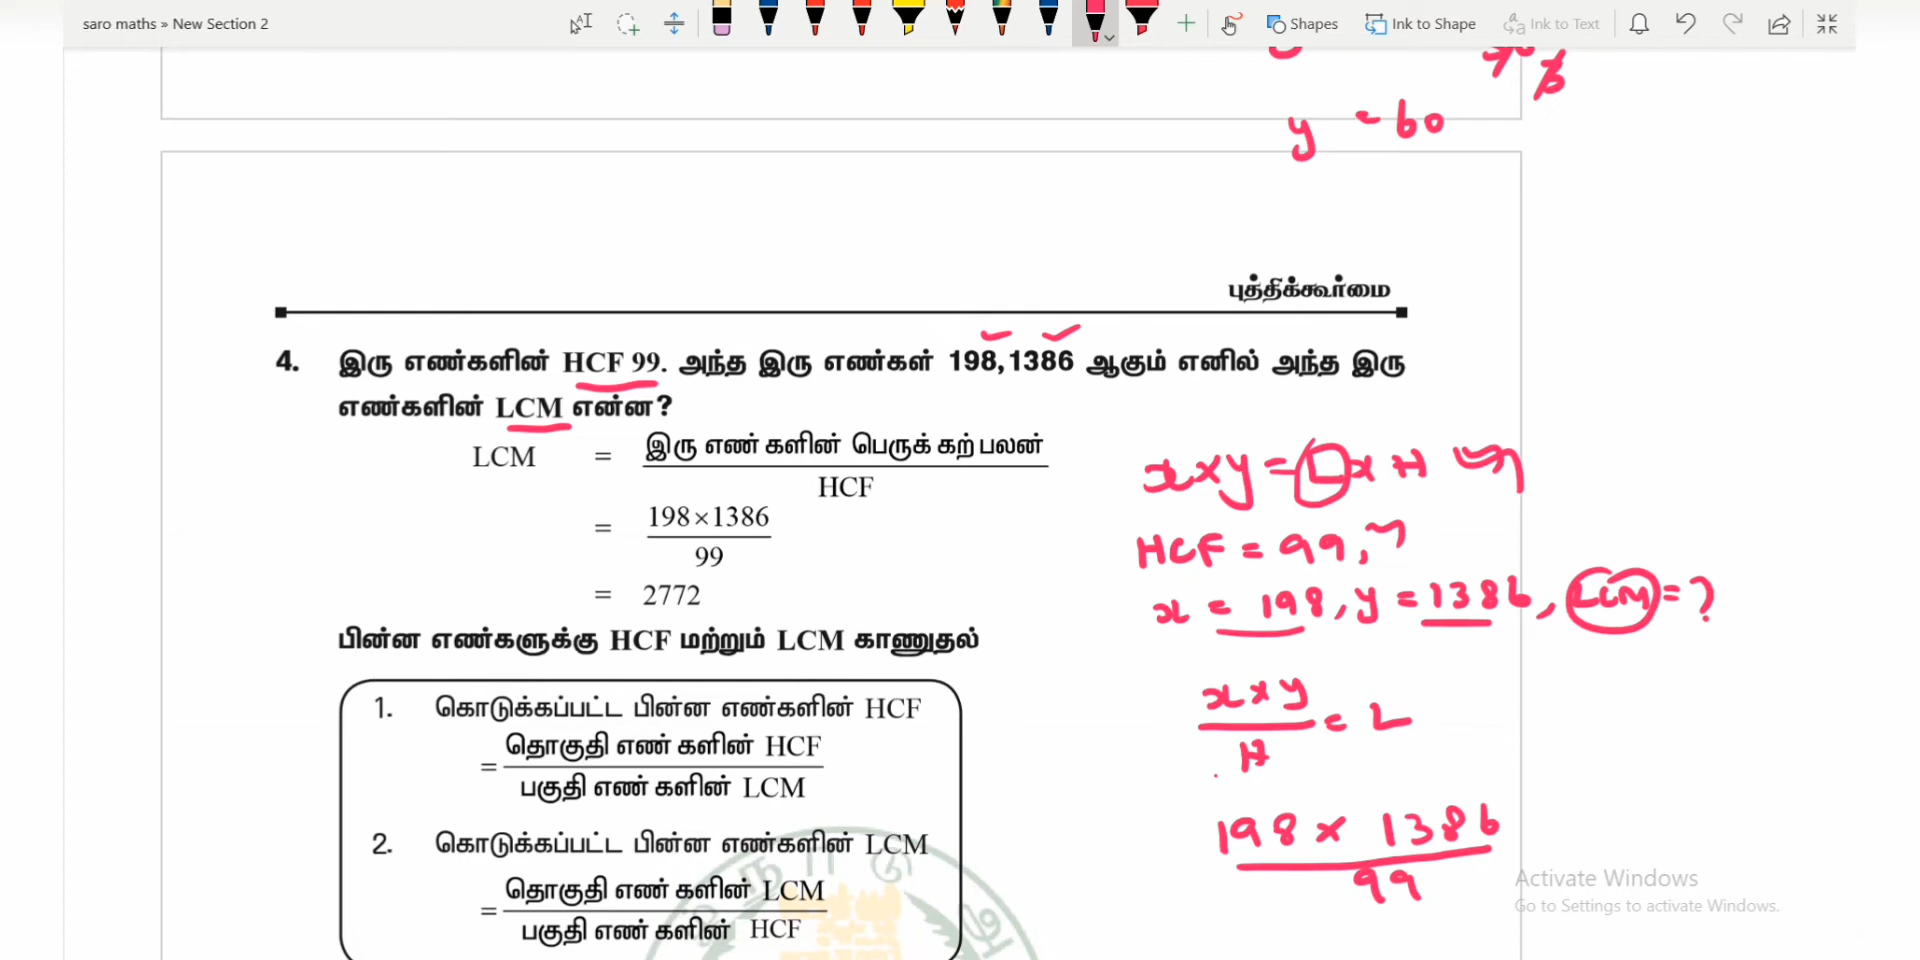 saro maths » New Section 2
Shapes
Ink to Shape
Ink to Text
y = 60
புத்திக்கூர்மை
4. இரு எண்களின் HCF 99. அந்த இரு எண்கள் 198,1386 ஆகும் எனில் அந்த இரு
எண்களின் LCM என்ன?
LCM = இரு எண் களின் பெருக் கற் பலன்
HCF
= 198×1386
99
= 2772
பின்ன எண்களுக்கு HCF மற்றும் LCM காணுதல்
1. கொடுக்கப்பட்ட பின்ன எண்களின் HCF
= தொகுதி எண் களின் HCF
பகுதி எண் களின் LCM
2. கொடுக்கப்பட்ட பின்ன எண்களின் LCM
= தொகுதி எண் களின் LCM
பகுதி எண் களின் HCF
x × y = L × H
HCF = 99,
x = 198, y = 1386, LCM = ?
x × y
H
= L
198 × 1386
99
Activate Windows
Go to Settings to activate Windows.